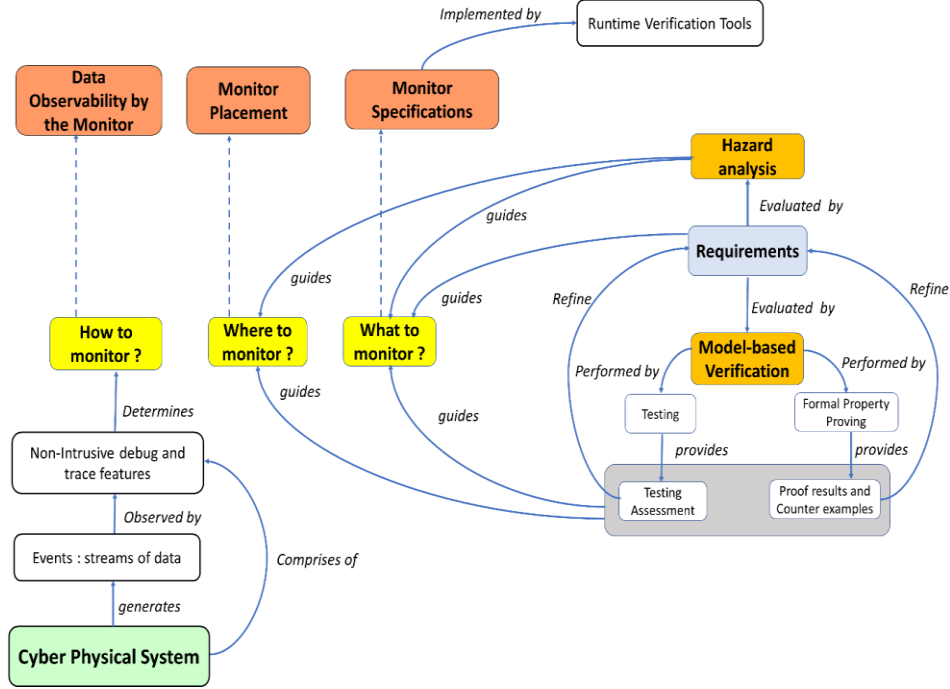 Implemented by
Runtime Verification Tools
Data
Observability by
the Monitor
Monitor
Placement
Monitor
Specifications
Hazard
analysis
guides
Evaluated by
Requirements
guides
guides
Refine
Refine
Evaluated by
How to
monitor ?
Where to
monitor ?
What to
monitor ?
Model-based
Verification
Performed by
Performed by
guides
guides
Determines
Testing
Formal Property
Proving
provides
provides
Non-Intrusive debug and
trace features
Testing
Assessment
Proof results and
Counter examples
Observed by
Events : streams of data
Comprises of
generates
Cyber Physical System